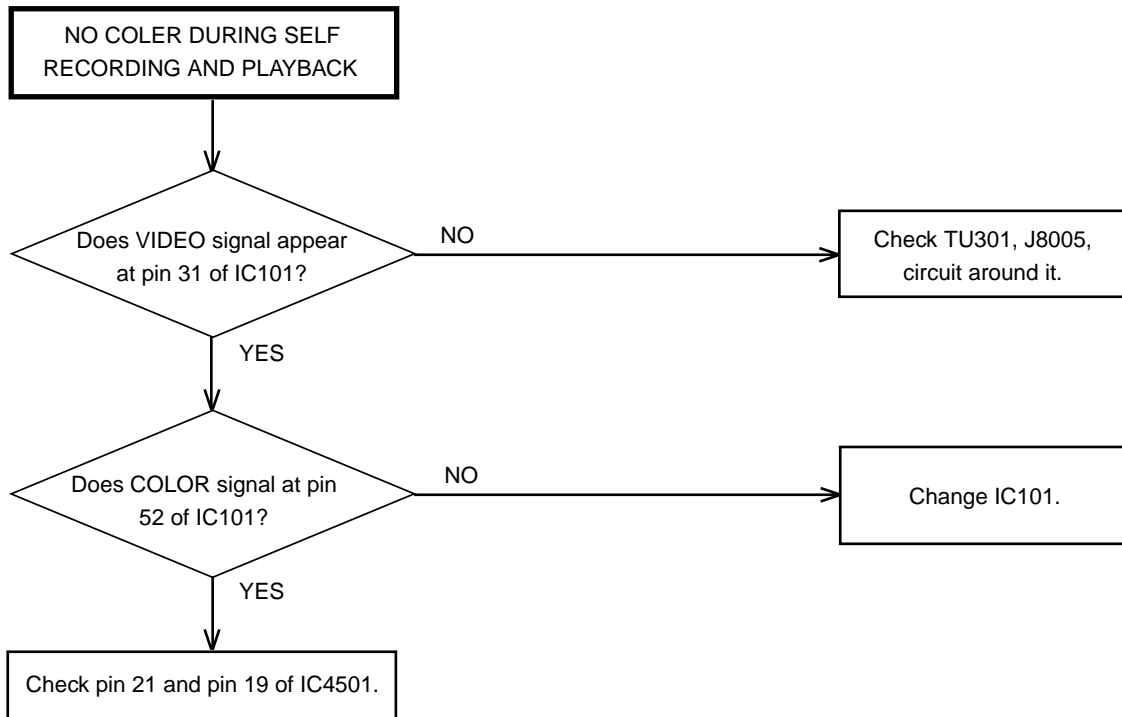 NO COLER DURING SELF
RECORDING AND PLAYBACK
Does VIDEO signal appear
at pin 31 of IC101?
NO
Check TU301, J8005,
circuit around it.
YES
Does COLOR signal at pin
52 of IC101?
NO
Change IC101.
YES
Check pin 21 and pin 19 of IC4501.